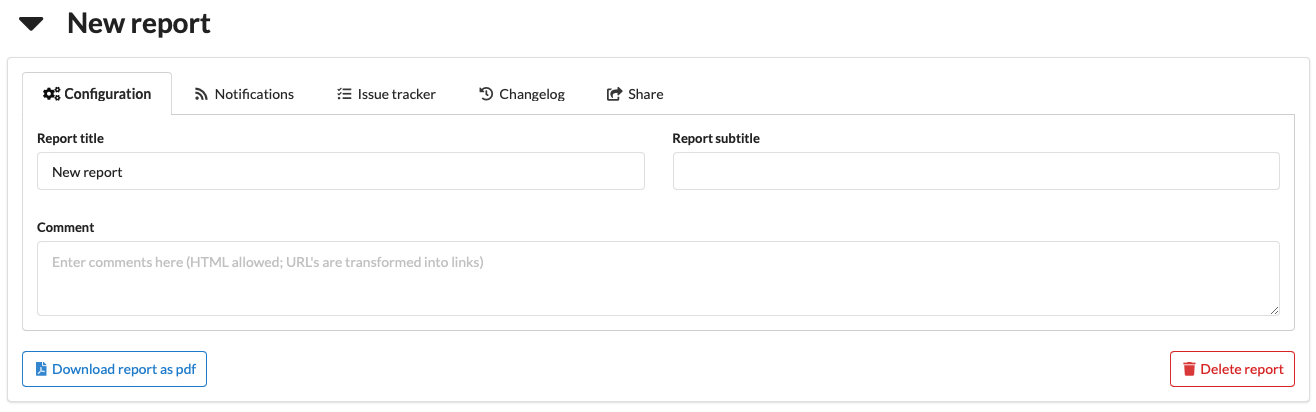 New report
Configuration Notifications Issue tracker Changelog Share
Report title Report subtitle
New report
Comment
Enter comments here (HTML allowed; URL's are transformed into links)
Download report as pdf Delete report